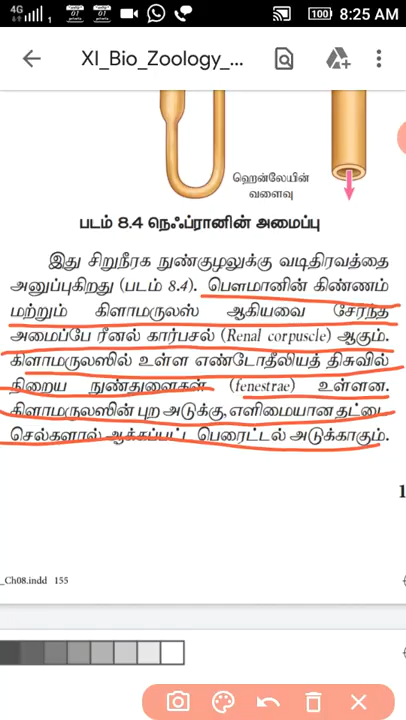 4G
1
100 8:25 AM
XI_Bio_Zoology_...
ஹென்லேயின்
வளைவு
படம் 8.4 நெஃப்ரானின் அமைப்பு
இது சிறுநீரக நுண்குழலுக்கு வடிதிரவத்தை
அனுப்புகிறது (படம் 8.4). பௌமானின் கிண்ணம்
மற்றும் கிளாமருலஸ் ஆகியவை சேர்ந்த
அமைப்பே ரீனல் கார்பசல் (Renal corpuscle) ஆகும்.
கிளாமருலஸில் உள்ள எண்டோதீலியத் திசுவில்
நிறைய நுண்துளைகள் (fenestrae) உள்ளன.
கிளாமருலஸின் புற அடுக்கு, எளிமையான தட்டை
செல்களால் ஆக்கப்பட்ட பெரைட்டல் அடுக்காகும்.
1
_Ch08.indd 155